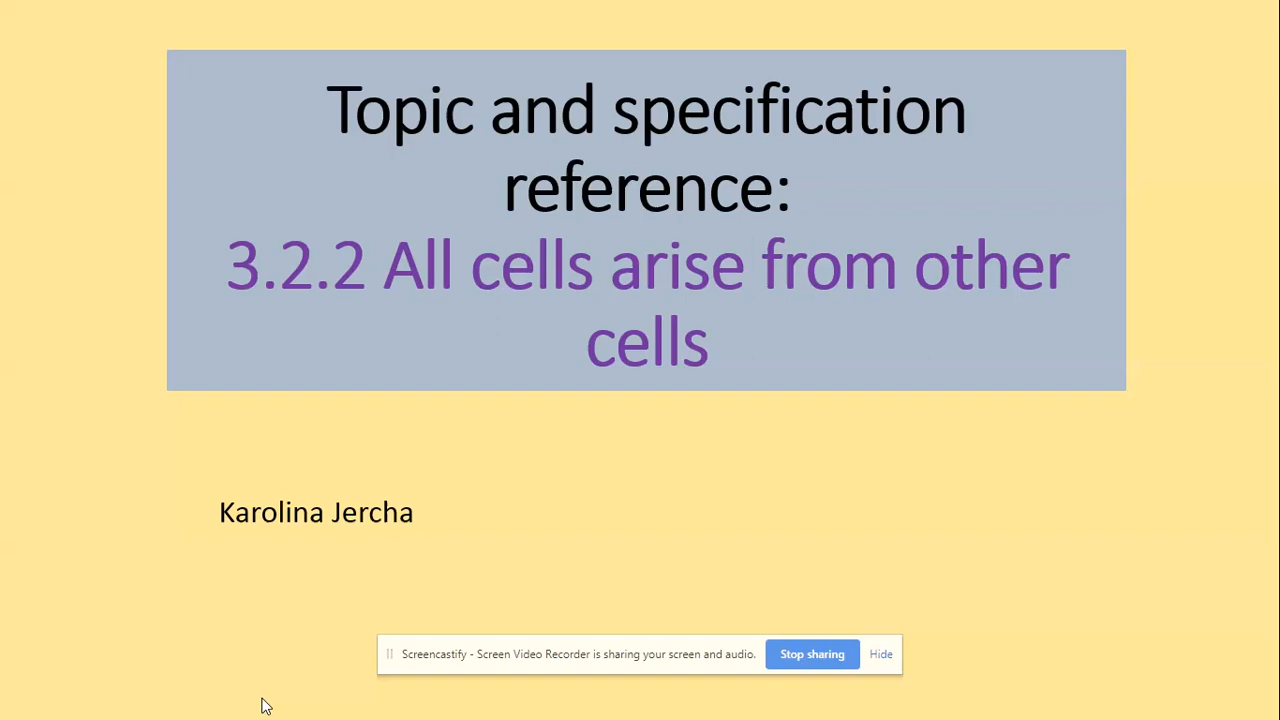 Topic and specification
reference:
3.2.2 All cells arise from other
cells
Karolina Jercha
Screencastify - Screen Video Recorder is sharing your screen and audio. Stop sharing Hide